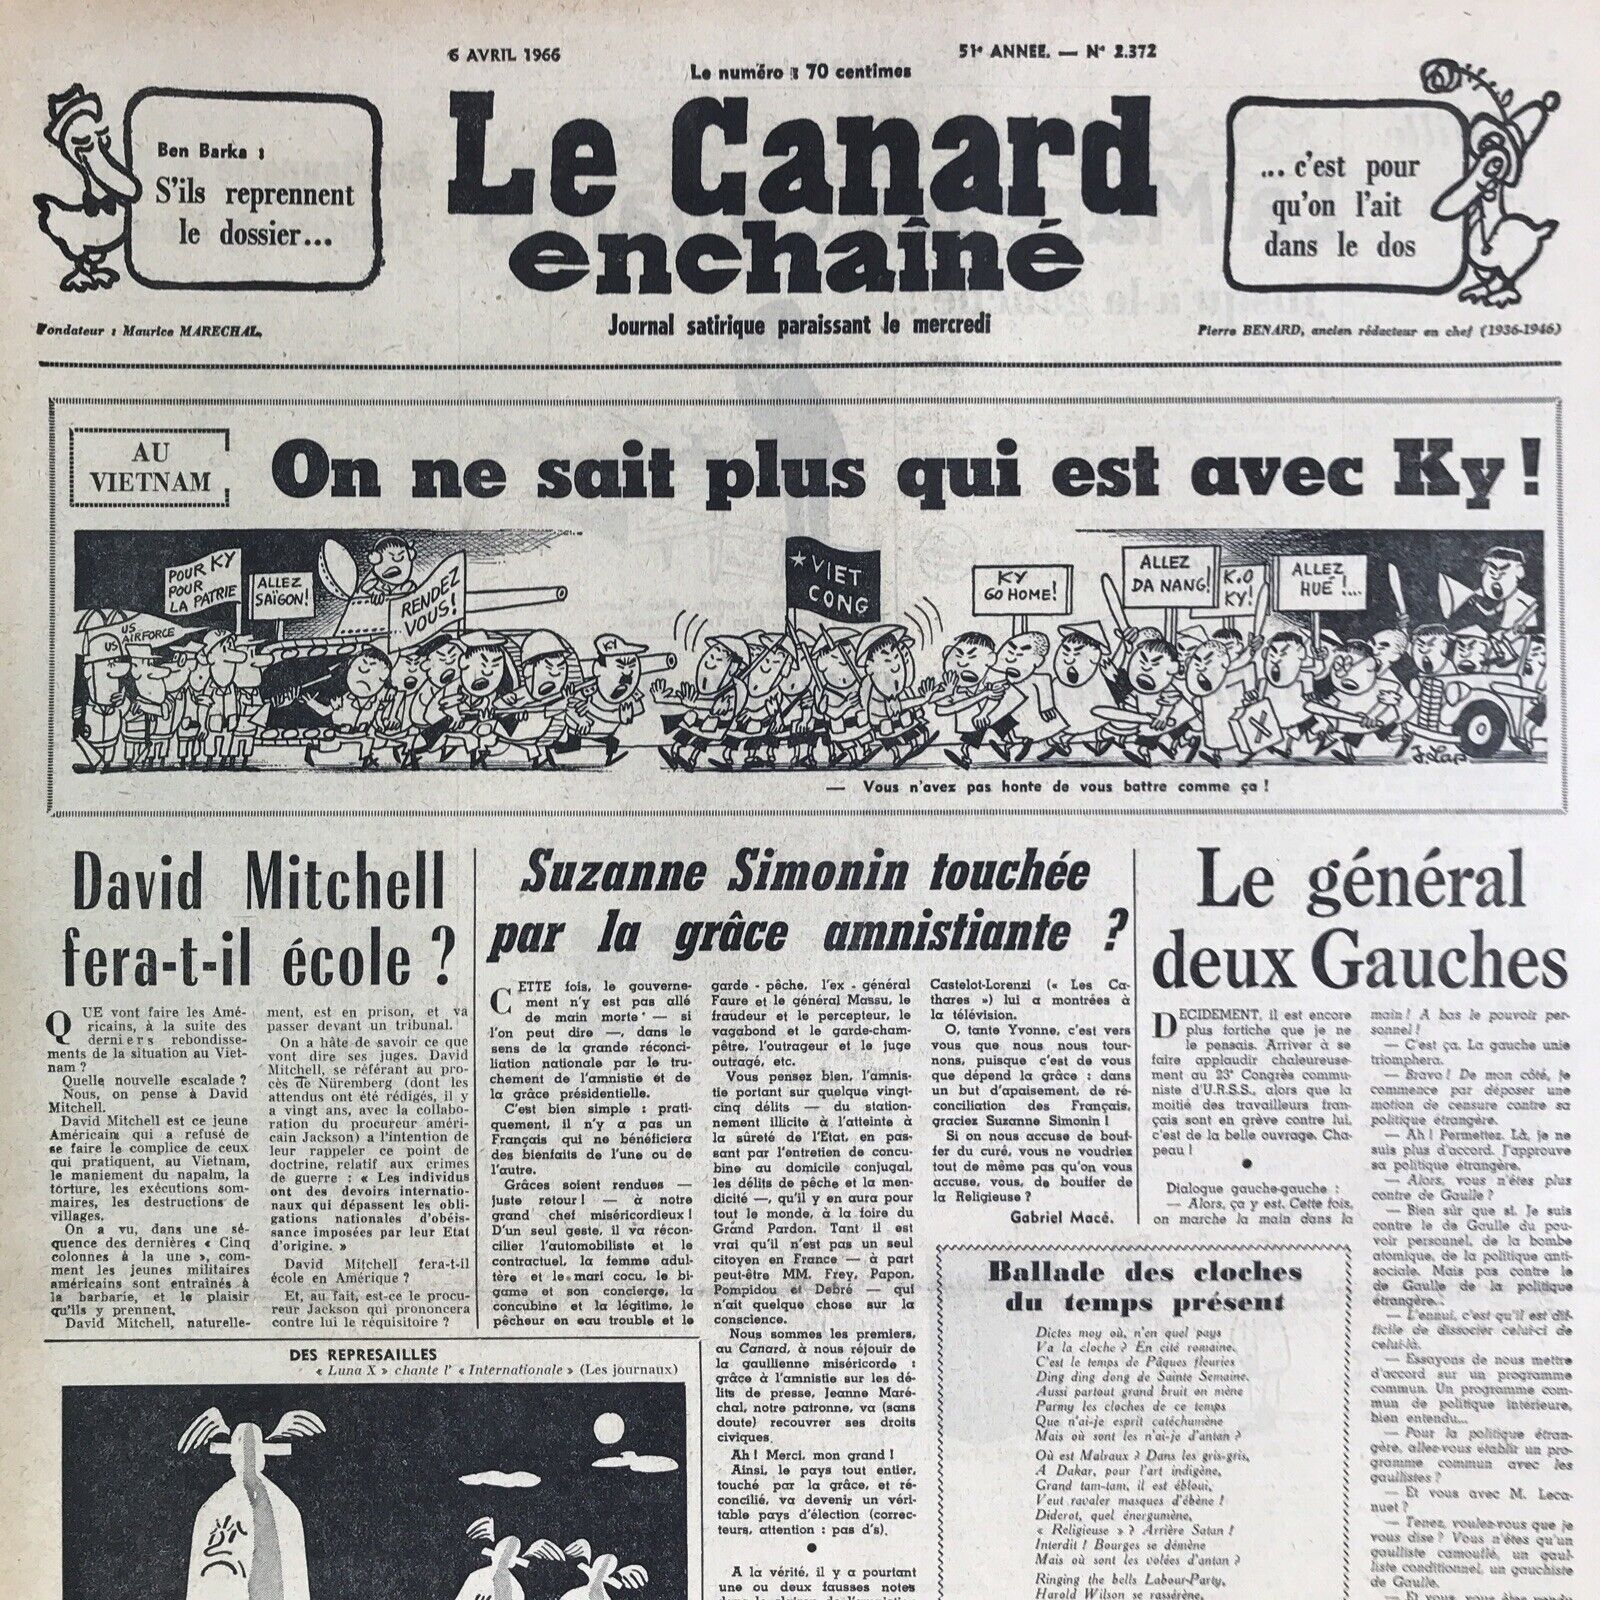 6 AVRIL 1966
51e ANNEE. — N° 2.372
Le numéro : 70 centimes
Ben Barka :
S'ils reprennent
le dossier...
Le Canard
enchaîné
... c'est pour
qu'on l'ait
dans le dos
Fondateur : Maurice MARECHAL.
Journal satirique paraissant le mercredi
Pierre BENARD, ancien rédacteur en chef (1936-1946)
AU
VIETNAM
On ne sait plus qui est avec Ky !
POUR KY
POUR
LA PATRIE
ALLEZ
SAÏGON!
RENDEZ
VOUS!
US
AIRFORCE
US
KY
VIET
CONG
KY
GO HOME!
ALLEZ
DA NANG!
K.O
KY!
ALLEZ
HUÉ!...
X
J. Lap
— Vous n'avez pas honte de vous battre comme ça !
David Mitchell
fera-t-il école ?
QUE vont faire les Amé-
ricains, à la suite des
derniers rebondisse-
ments de la situation au Viet-
nam ?
Quelle nouvelle escalade ?
Nous, on pense à David
Mitchell.
David Mitchell est ce jeune
Américain qui a refusé de
se faire le complice de ceux
qui pratiquent, au Vietnam,
le maniement du napalm, la
torture, les exécutions som-
maires, les destructions de
villages.
On a vu, dans une sé-
quence des dernières « Cinq
colonnes à la une », com-
ment les jeunes militaires
américains sont entraînés à
la barbarie, et le plaisir
qu'ils y prennent.
David Mitchell, naturelle-
ment, est en prison, et va
passer devant un tribunal.
On a hâte de savoir ce que
vont dire ses juges. David
Mitchell, se référant au pro-
cès de Nüremberg (dont les
attendus ont été rédigés, il y
a vingt ans, avec la collabo-
ration du procureur améri-
cain Jackson) a l'intention de
leur rappeler ce point de
doctrine, relatif aux crimes
de guerre : « Les individus
ont des devoirs internatio-
naux qui dépassent les obli-
gations nationales d'obéis-
sance imposées par leur Etat
d'origine. »
David Mitchell fera-t-il
école en Amérique ?
Et, au fait, est-ce le procu-
reur Jackson qui prononcera
contre lui le réquisitoire ?
DES REPRESAILLES
« Luna X » chante l' « Internationale » (Les journaux)
Suzanne Simonin touchée
par la grâce amnistiante ?
CETTE fois, le gouverne-
ment n'y est pas allé
de main morte — si
l'on peut dire —, dans le
sens de la grande réconci-
liation nationale par le tru-
chement de l'amnistie et de
la grâce présidentielle.
C'est bien simple : prati-
quement, il n'y a pas un
Français qui ne bénéficiera
des bienfaits de l'une ou de
l'autre.
Grâces soient rendues —
juste retour ! — à notre
grand chef miséricordieux !
D'un seul geste, il va récon-
cilier l'automobiliste et le
contractuel, la femme adul-
tère et le mari cocu, le bi-
game et son concierge, la
concubine et la légitime, le
pêcheur en eau trouble et le
garde-pêche, l'ex-général
Faure et le général Massu, le
fraudeur et le percepteur, le
vagabond et le garde-cham-
pêtre, l'outrageur et le juge
outragé, etc.
Vous pensez bien, l'amnis-
tie portant sur quelque vingt-
cinq délits — du station-
nement illicite à l'atteinte à
la sûreté de l'Etat, en pas-
sant par l'entretien de concu-
bine au domicile conjugal,
les délits de pêche et la men-
dicité —, qu'il y en aura pour
tout le monde, à la foire du
Grand Pardon. Tant il est
vrai qu'il n'est pas un seul
citoyen en France — à part
peut-être MM. Frey, Papon,
Pompidou et Debré — qui
n'ait quelque chose sur la
conscience.
Nous sommes les premiers,
au Canard, à nous réjouir de
la gaullienne miséricorde :
grâce à l'amnistie sur les dé-
lits de presse, Jeanne Maré-
chal, notre patronne, va (sans
doute) recouvrer ses droits
civiques.
Ah ! Merci, mon grand !
Ainsi, le pays tout entier,
touché par la grâce, et ré-
concilié, va devenir un véri-
table pays d'élection (correc-
teurs, attention : pas d's).
A la vérité, il y a pourtant
une ou deux fausses notes
Castelot-Lorenzi (« Les Ca-
thares ») lui a montrées à
la télévision.
O, tante Yvonne, c'est vers
vous que nous nous tour-
nons, puisque c'est de vous
que dépend la grâce : dans
un but d'apaisement, de ré-
conciliation des Français,
graciez Suzanne Simonin !
Si on nous accuse de bouf-
fer du curé, vous ne voudriez
tout de même pas qu'on vous
accuse, vous, de bouffer de
la Religieuse ?
Gabriel Macé.
Ballade des cloches
du temps présent
Dictes moy où, n'en quel pays
Va la cloche ? En cité romaine.
C'est le temps de Pâques fleuries
Ding ding dong de Sainte Semaine.
Aussi partout grand bruit en mène
Parmy les cloches de ce temps
Que n'ai-je esprit catéchumène
Mais où sont les n'ai-je d'antan ?
Où est Malraux ? Dans les gris-gris,
A Dakar, pour l'art indigène,
Grand tam-tam, il est ébloui,
Veut ravaler masques d'ébène !
Diderot, quel énergumène,
« Religieuse » ? Arrière Satan !
Interdit ! Bourges se démène
Mais où sont les volées d'antan ?
Ringing the bells Labour-Party,
Harold Wilson se rassérène,
Le général
deux Gauches
DECIDEMENT, il est encore
plus fortiche que je ne
le pensais. Arriver à se
faire applaudir chaleureuse-
ment au 23e Congrès commu-
niste d'U.R.S.S., alors que la
moitié des travailleurs fran-
çais sont en grève contre lui,
c'est de la belle ouvrage. Cha-
peau !
Dialogue gauche-gauche :
— Alors, ça y est. Cette fois,
on marche la main dans la
main ! A bas le pouvoir per-
sonnel !
— C'est ça. La gauche unie
triomphera.
— Bravo ! De mon côté, je
commence par déposer une
motion de censure contre sa
politique étrangère.
— Ah ! Permettez. Là, je ne
suis plus d'accord. J'approuve
sa politique étrangère.
— Alors, vous n'êtes plus
contre de Gaulle ?
— Bien sûr que si. Je suis
contre le de Gaulle du pou-
voir personnel, de la bombe
atomique, de la politique anti-
sociale. Mais pas contre le
de Gaulle de la politique
étrangère...
— L'ennui, c'est qu'il est dif-
ficile de dissocier celui-ci de
celui-là.
— Essayons de nous mettre
d'accord sur un programme
commun. Un programme com-
mun de politique intérieure,
bien entendu...
— Pour la politique étran-
gère, allez-vous établir un pro-
gramme commun avec les
gaullistes ?
— Et vous avec M. Leca-
nuet ?
— Tenez, voulez-vous que je
vous dise ? Vous n'êtes qu'un
gaulliste camouflé, un gaul-
liste conditionnel, un gauchiste
de Gaulle.